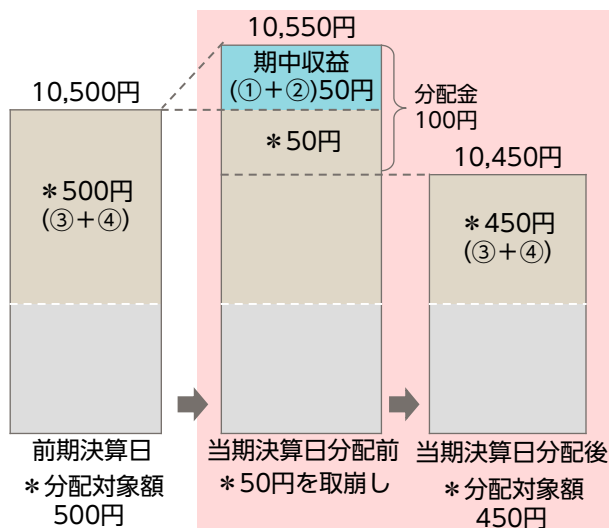 10,500円
＊500円
(③＋④)
前期決算日
＊分配対象額
500円
10,550円
期中収益
(①＋②)50円
＊50円
分配金
100円
当期決算日分配前
＊50円を取崩し
10,450円
＊450円
(③＋④)
当期決算日分配後
＊分配対象額
450円